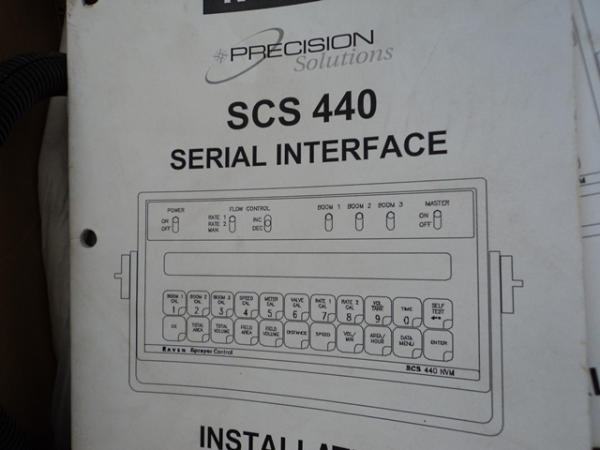 PRECISION
Solutions
SCS 440
SERIAL INTERFACE
POWER FLOW CONTROL BOOM 1 BOOM 2 BOOM 3 MASTER
ON RATE 1 INC ON
OFF RATE 2 DEC OFF
MAN
BOOM 1 BOOM 2 BOOM 3 SPEED METER VALVE RATE 1 RATE 2 VOL TIME SELF
CAL CAL CAL CAL CAL CAL CAL CAL TANK TEST
1 2 3 4 5 6 7 8 9 0
CE TOTAL TOTAL FIELD FIELD DISTANCE SPEED VOL/ AREA/ DATA ENTER
AREA VOLUME AREA VOLUME MIN HOUR MENU
RAVEN Sprayer Control
SCS 440 NVM